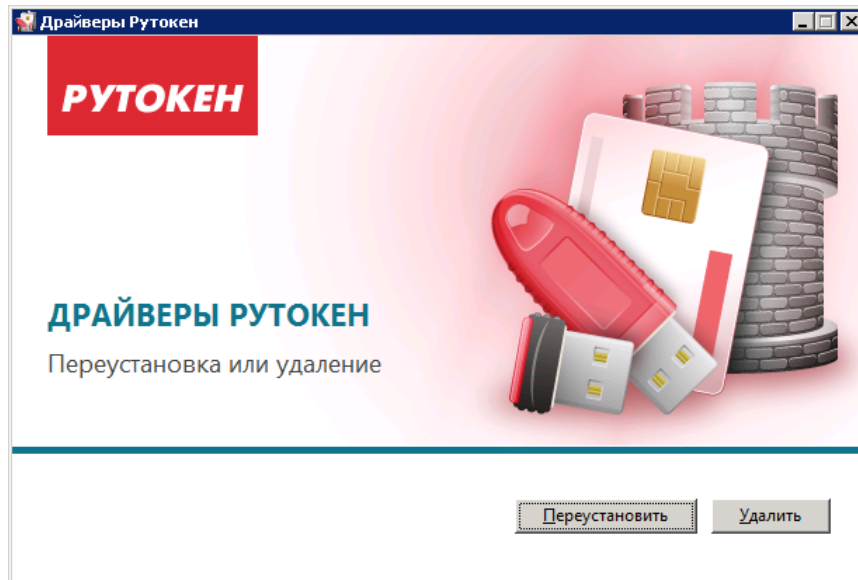 Драйверы Рутокен
РУТОКЕН
ДРАЙВЕРЫ РУТОКЕН
Переустановка или удаление
Переустановить
Удалить